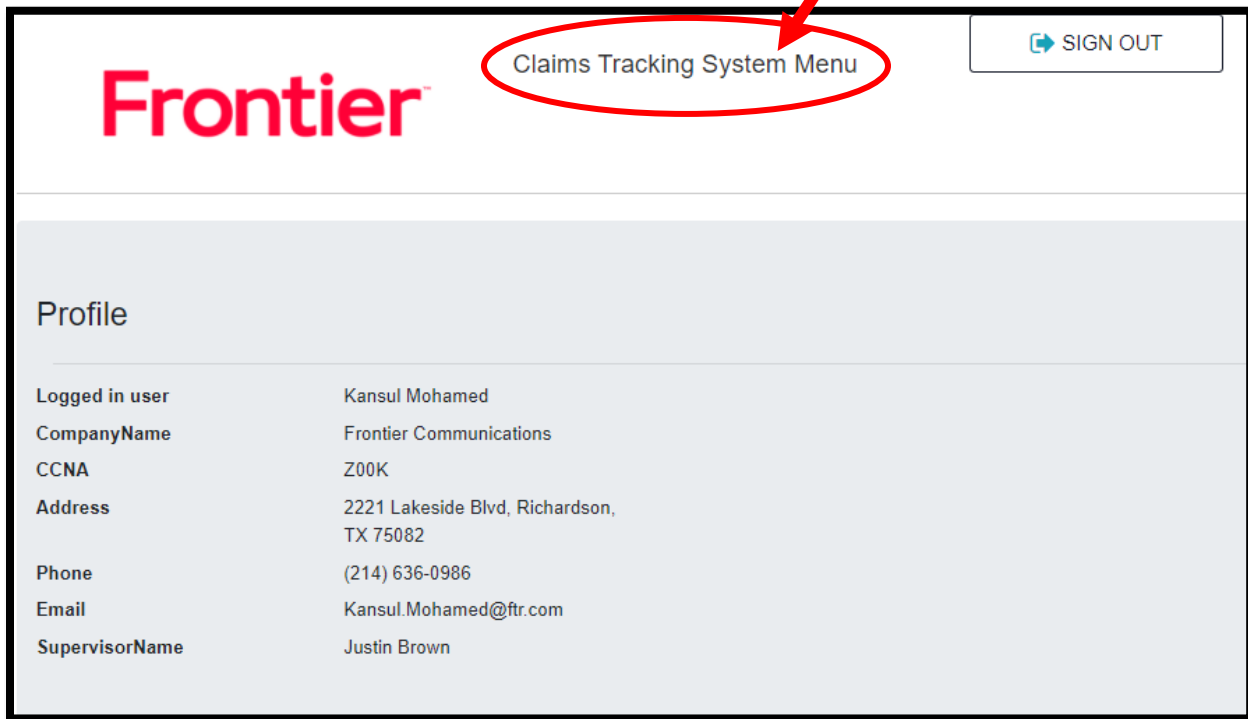 Frontier™
Claims Tracking System Menu
SIGN OUT
Profile
Logged in user Kansul Mohamed
CompanyName Frontier Communications
CCNA Z00K
Address 2221 Lakeside Blvd, Richardson,
TX 75082
Phone (214) 636-0986
Email Kansul.Mohamed@ftr.com
SupervisorName Justin Brown